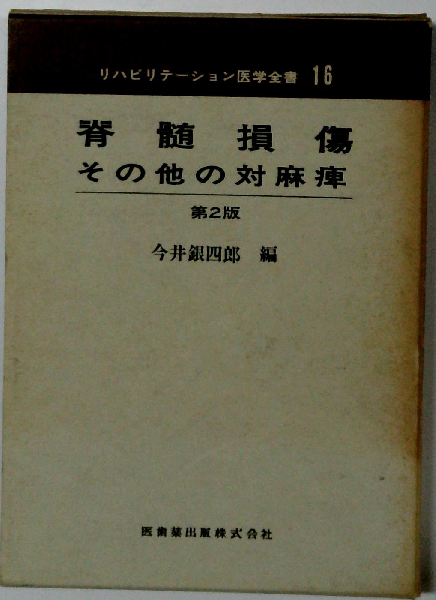 リハビリテーション医学全書 16
脊髄損傷
その他の対麻痺
第2版
今井銀四郎 編
医歯薬出版株式会社